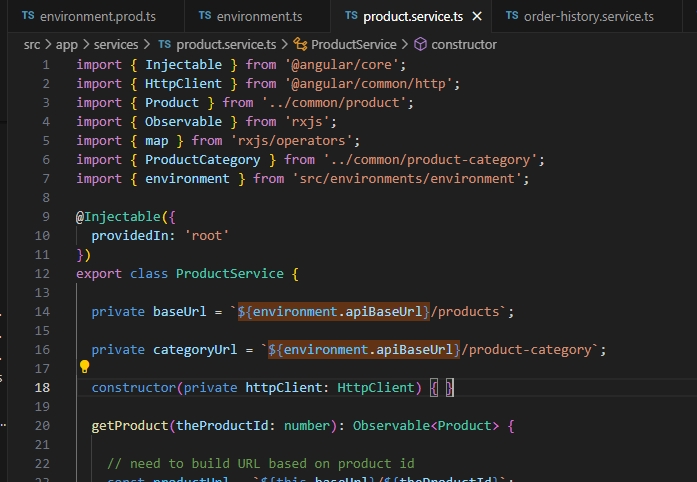 TS environment.prod.ts TS environment.ts TS product.service.ts × TS order-history.service.ts
src > app > services > TS product.service.ts > ProductService > constructor
1 import { Injectable } from '@angular/core';
2 import { HttpClient } from '@angular/common/http';
3 import { Product } from '../common/product';
4 import { Observable } from 'rxjs';
5 import { map } from 'rxjs/operators';
6 import { ProductCategory } from '../common/product-category';
7 import { environment } from 'src/environments/environment';
8
9 @Injectable({
10 providedIn: 'root'
11 })
12 export class ProductService {
13
14 private baseUrl = `${environment.apiBaseUrl}/products`;
15
16 private categoryUrl = `${environment.apiBaseUrl}/product-category`;
17
18 constructor(private httpClient: HttpClient) { }
19
20 getProduct(theProductId: number): Observable<Product> {
21
22 // need to build URL based on product id
const productUrl = `${this.baseUrl}/${theProductId}`;